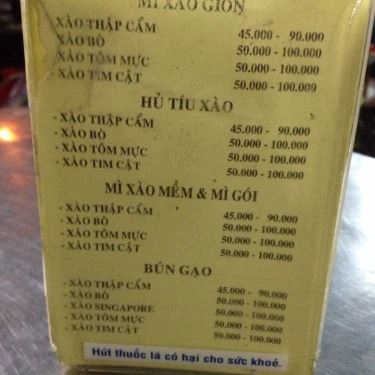 MÌ XÀO GIÒN
XÀO THẬP CẨM 45.000 - 90.000
XÀO BÒ 50.000 - 100.000
XÀO TÔM MỰC 50.000 - 100.000
XÀO TIM CẬT 50.000 - 100.000
HỦ TÍU XÀO
- XÀO THẬP CẨM 45.000 - 90.000
- XÀO BÒ 50.000 - 100.000
- XÀO TÔM MỰC 50.000 - 100.000
- XÀO TIM CẬT 50.000 - 100.000
MÌ XÀO MỀM & MÌ GÓI
- XÀO THẬP CẨM 45.000 - 90.000
- XÀO BÒ 50.000 - 100.000
- XÀO TÔM MỰC 50.000 - 100.000
- XÀO TIM CẬT 50.000 - 100.000
BÚN GẠO
- XÀO THẬP CẨM 45.000 - 90.000
- XÀO BÒ 50.000 - 100.000
- XÀO SINGAPORE 50.000 - 100.000
- XÀO TÔM MỰC 50.000 - 100.000
- XÀO TIM CẬT 50.000 - 100.000
Hút thuốc lá có hại cho sức khoẻ.